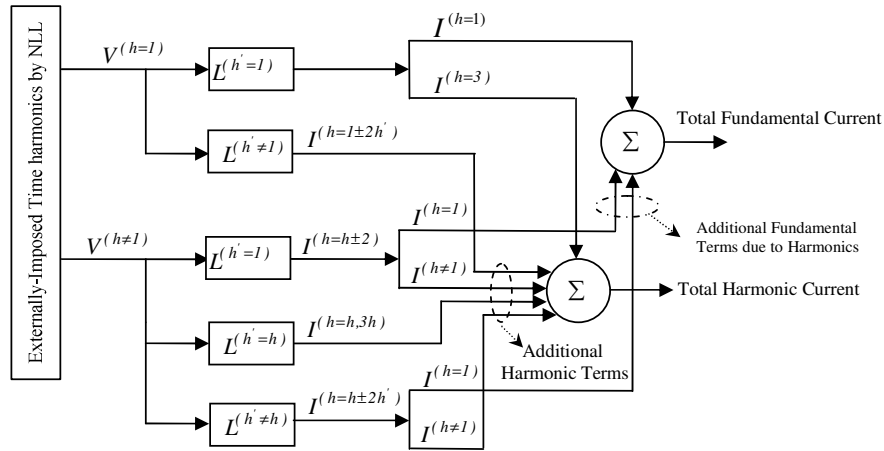 Externally-Imposed Time harmonics by NLL
V^(h=1)
L^(h'=1)
I^(h=1)
I^(h=3)
L^(h'≠1)
I^(h=1±2h')
Σ
Total Fundamental Current
Additional Fundamental
Terms due to Harmonics
V^(h≠1)
L^(h'=1)
I^(h=h±2)
I^(h=1)
I^(h≠1)
Σ
Total Harmonic Current
L^(h'=h)
I^(h=h,3h)
Additional
Harmonic Terms
L^(h'≠h)
I^(h=h±2h')
I^(h=1)
I^(h≠1)